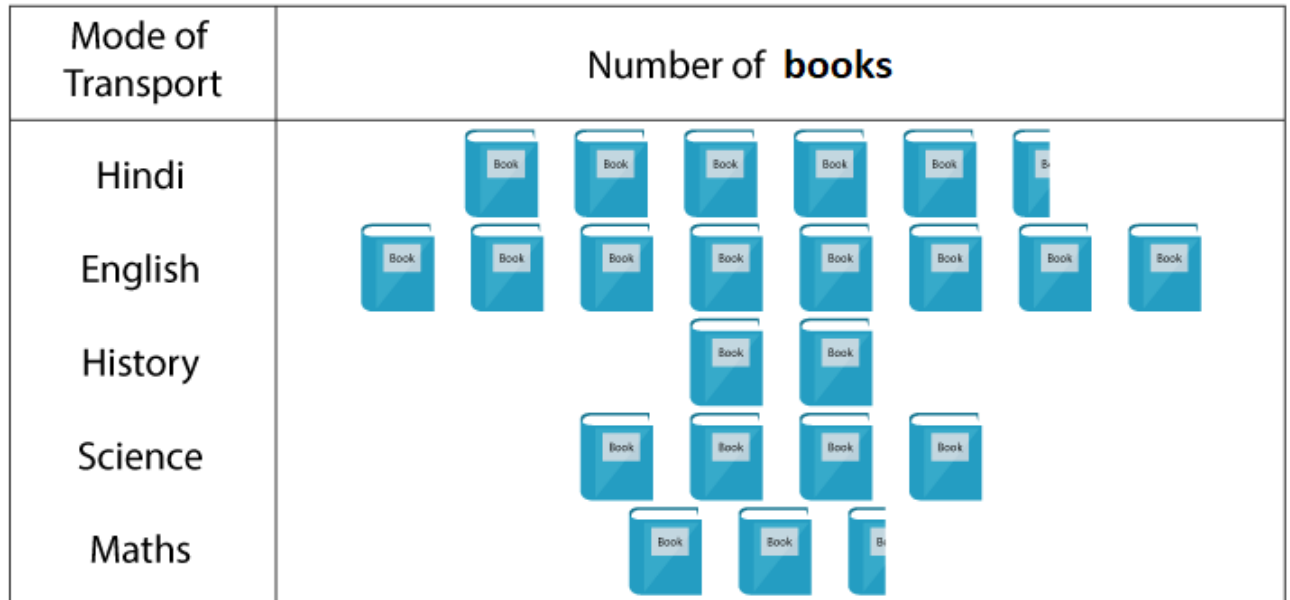 Mode of
Transport
Number of books
Hindi
Book Book Book Book Book B
English
Book Book Book Book Book Book Book Book
History
Book Book
Science
Book Book Book Book
Maths
Book Book B